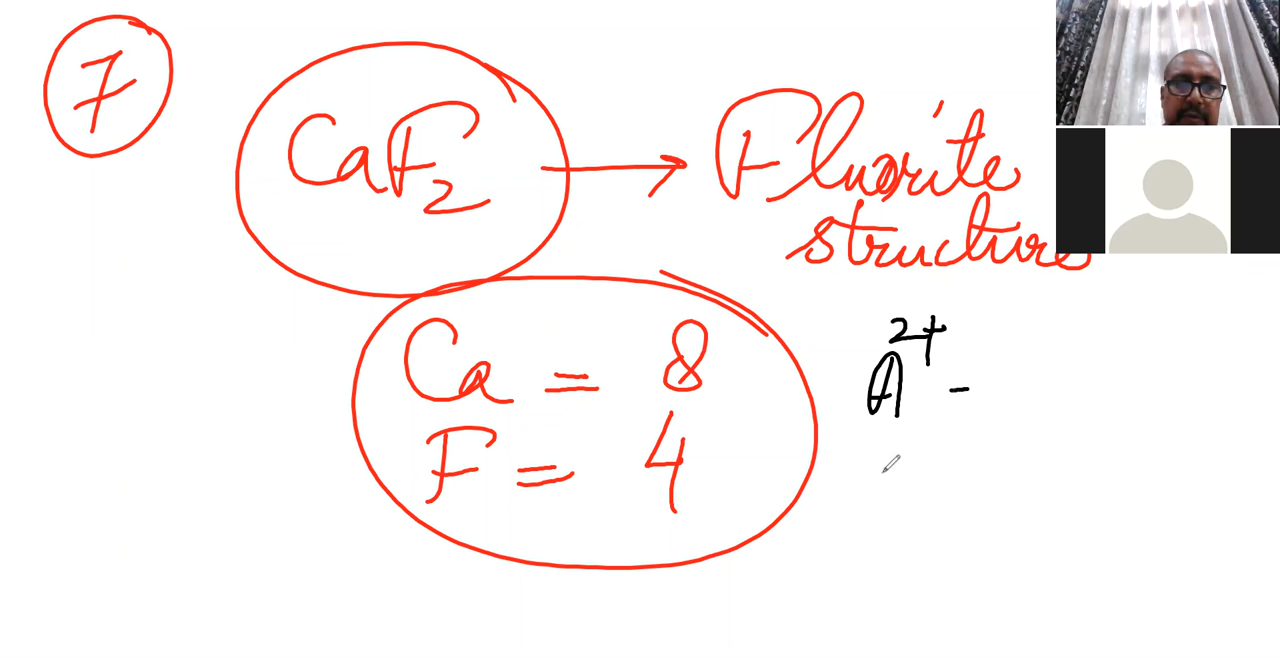 7
CaF₂ → Fluorite
structure
Ca = 8
F = 4
A²⁺ -